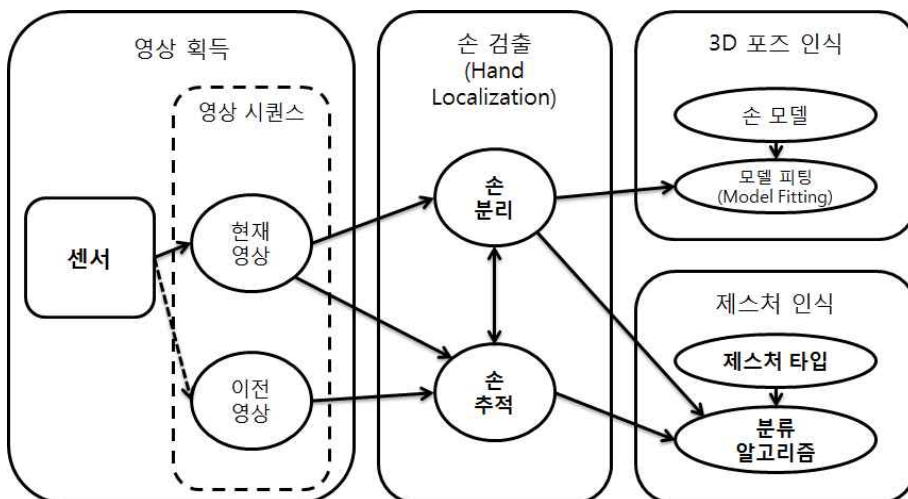 영상 획득
영상 시퀀스
센서
현재
영상
이전
영상
손 검출
(Hand
Localization)
손
분리
손
추적
3D 포즈 인식
손 모델
모델 피팅
(Model Fitting)
제스처 인식
제스처 타입
분류
알고리즘